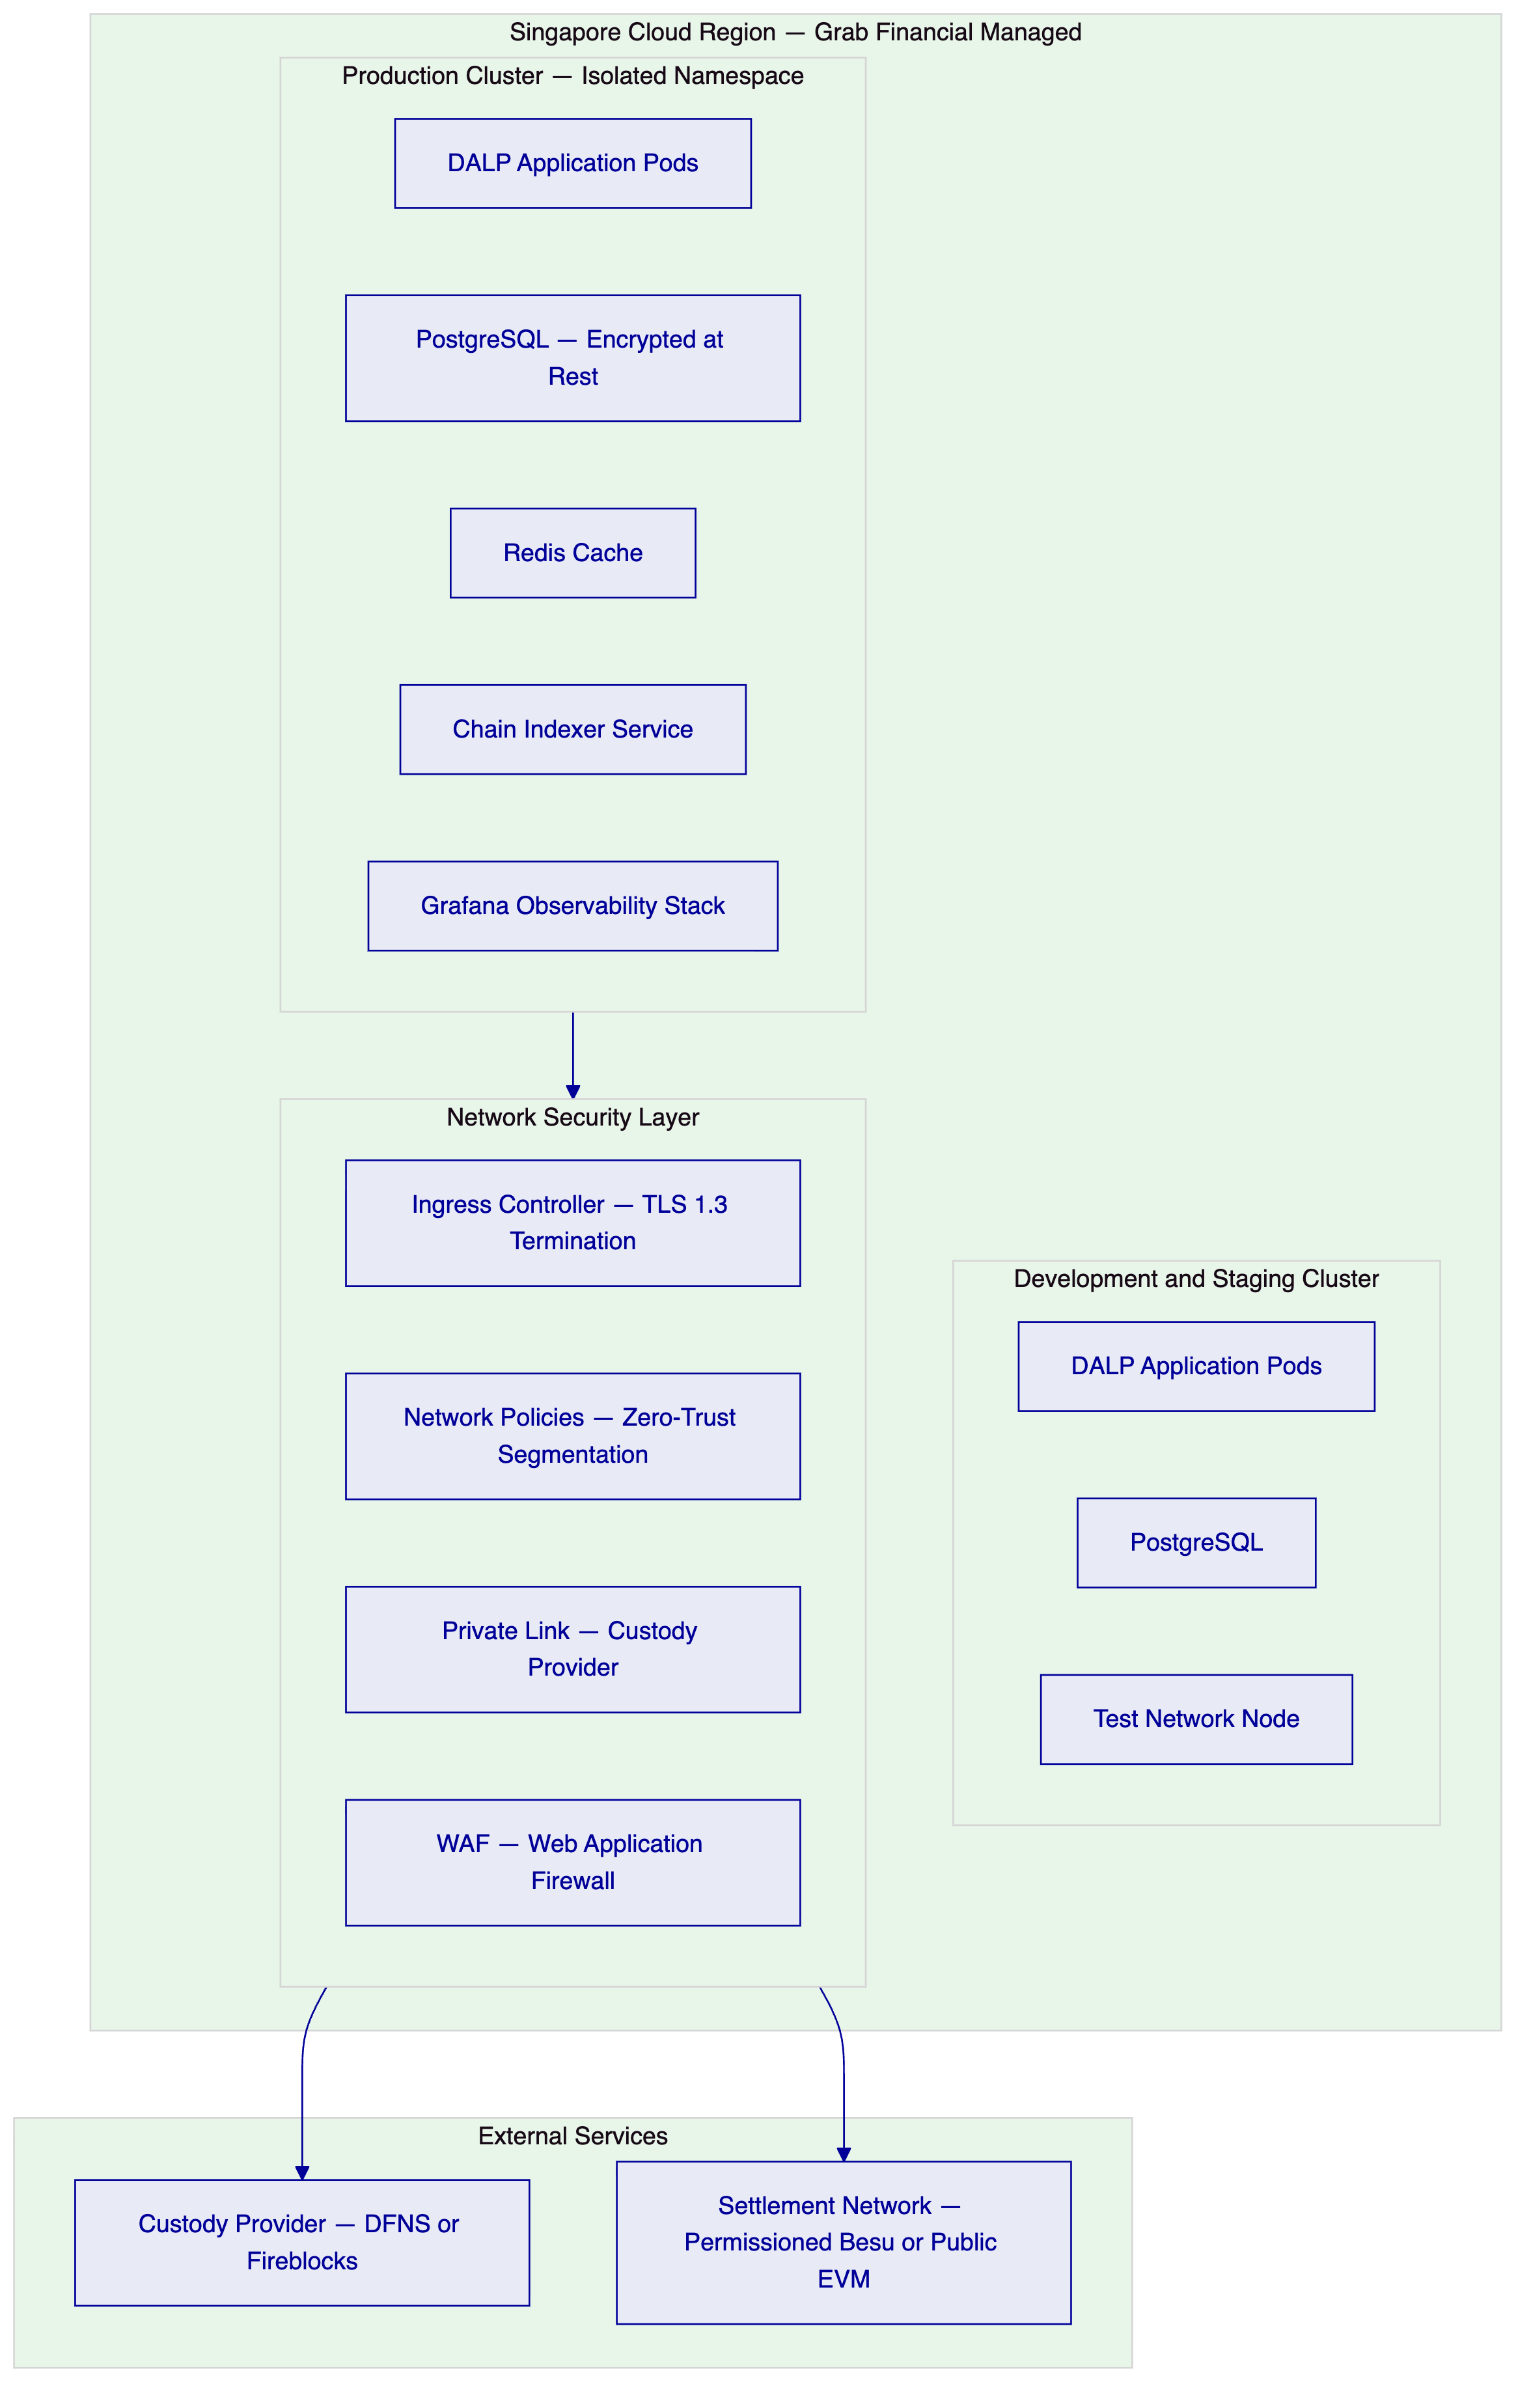 Singapore Cloud Region — Grab Financial Managed
Production Cluster — Isolated Namespace
DALP Application Pods
PostgreSQL — Encrypted at
Rest
Redis Cache
Chain Indexer Service
Grafana Observability Stack
Network Security Layer
Ingress Controller — TLS 1.3
Termination
Network Policies — Zero-Trust
Segmentation
Private Link — Custody
Provider
WAF — Web Application
Firewall
Development and Staging Cluster
DALP Application Pods
PostgreSQL
Test Network Node
External Services
Custody Provider — DFNS or
Fireblocks
Settlement Network —
Permissioned Besu or Public
EVM